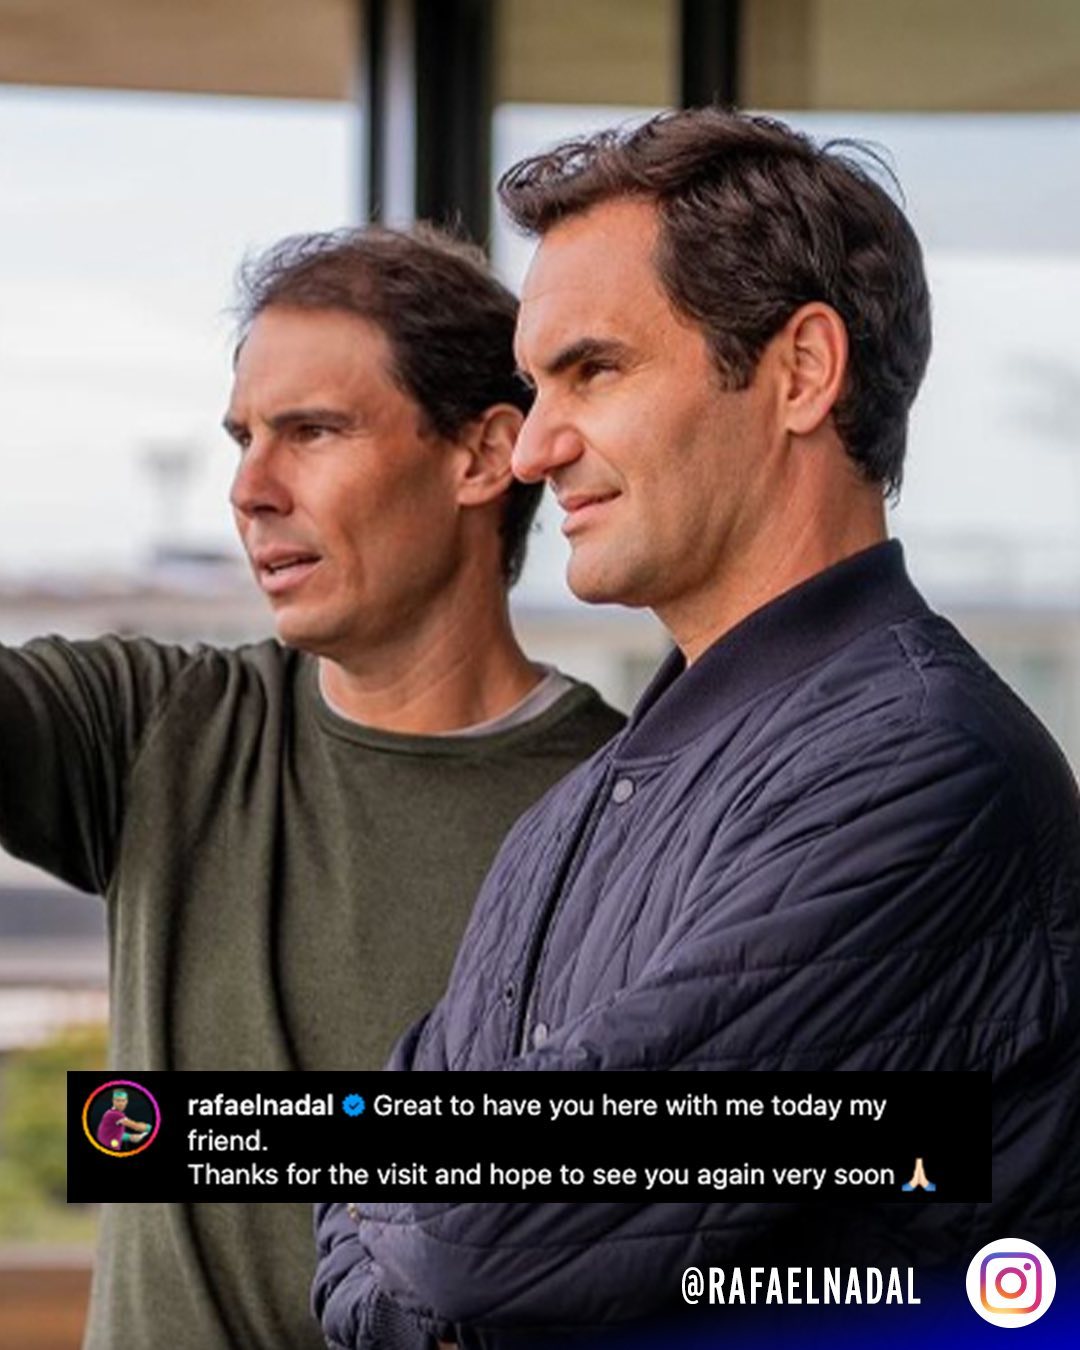 rafaelnadal Great to have you here with me today my
friend.
Thanks for the visit and hope to see you again very soon 🙏🏻
@RAFAELNADAL